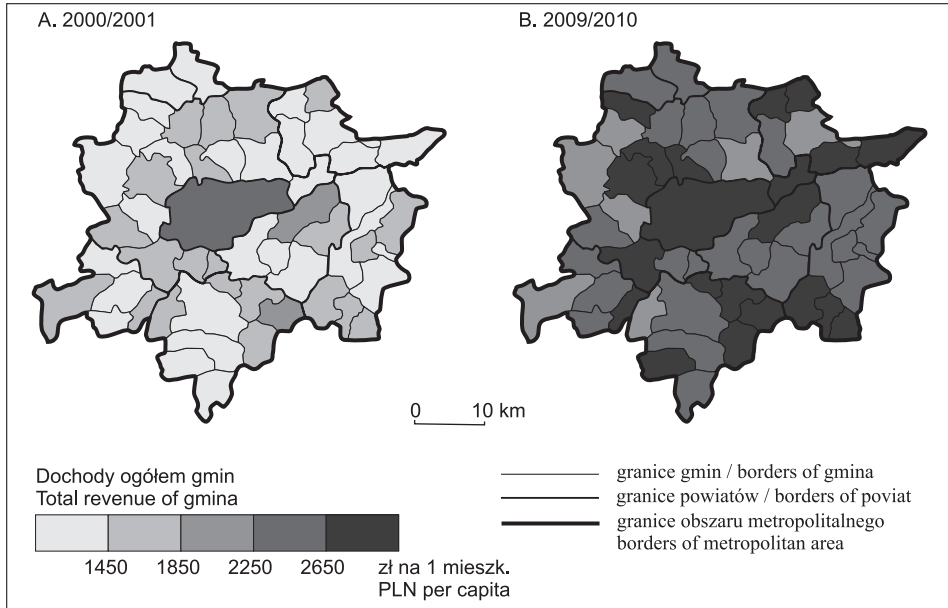 A. 2000/2001
B. 2009/2010
0 10 km
Dochody ogółem gmin
Total revenue of gmina
1450 1850 2250 2650 zł na 1 mieszk.
PLN per capita
granice gmin / borders of gmina
granice powiatów / borders of poviat
granice obszaru metropolitalnego
borders of metropolitan area